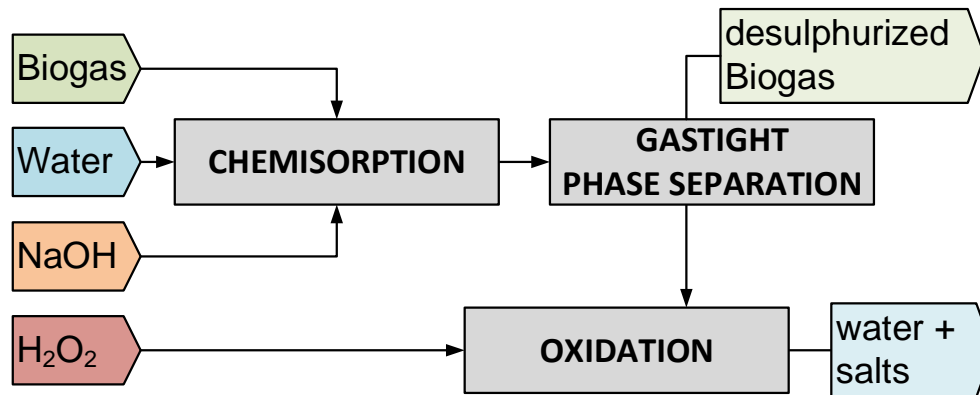 desulphurized
Biogas
Biogas
Water
CHEMISORPTION
GASTIGHT
PHASE SEPARATION
NaOH
H₂O₂
OXIDATION
water +
salts